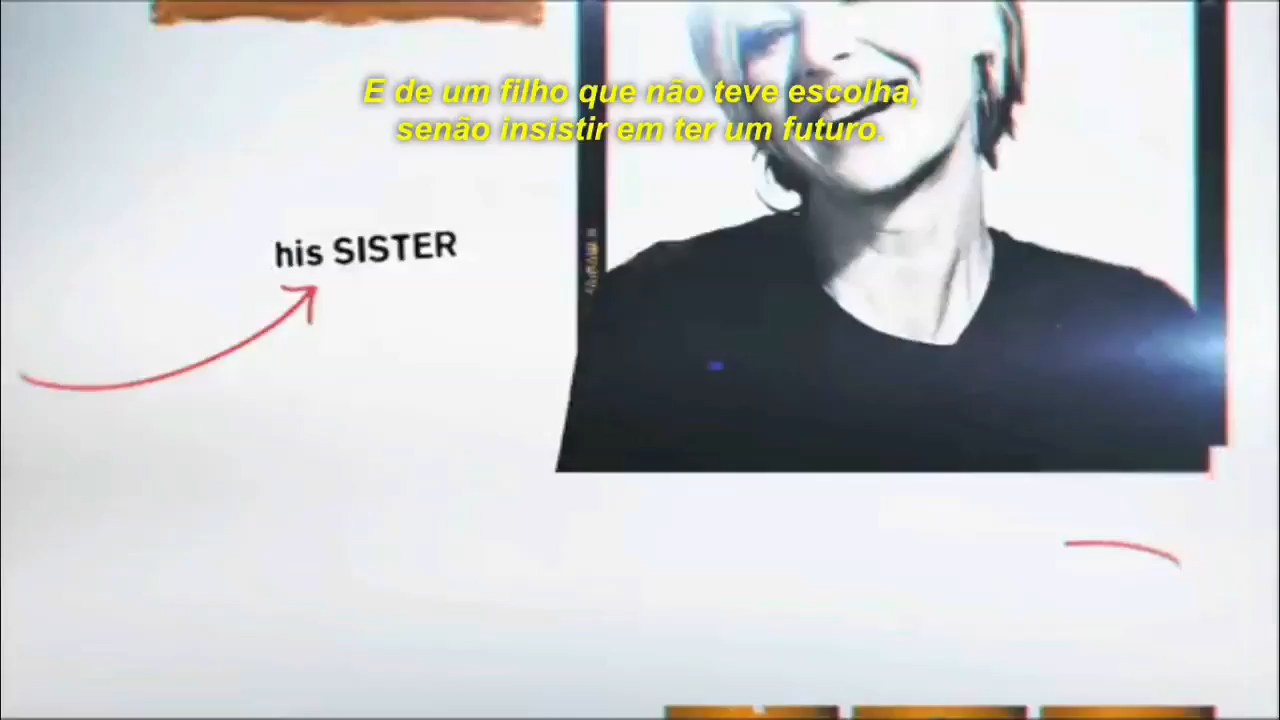 E de um filho que não teve escolha,
senão insistir em ter um futuro.
his SISTER